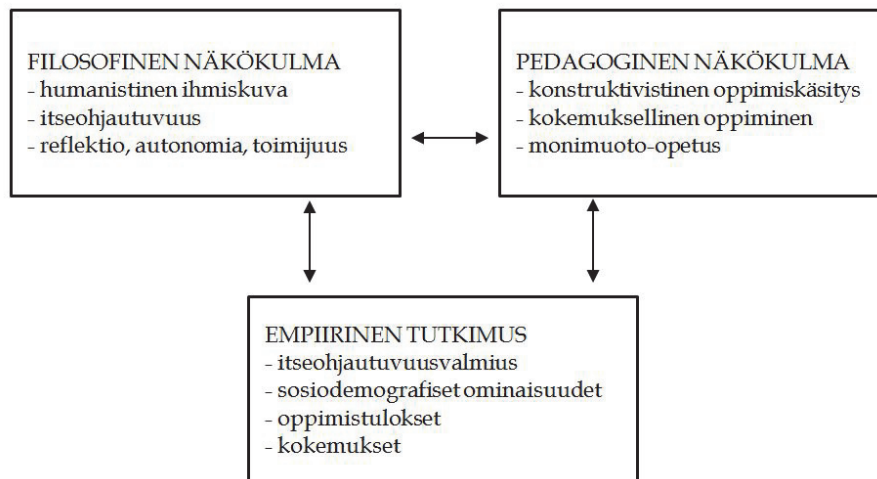 FILOSOFINEN NÄKÖKULMA
- humanistinen ihmiskuva
- itseohjautuvuus
- reflektio, autonomia, toimijuus
PEDAGOGINEN NÄKÖKULMA
- konstruktivistinen oppimiskäsitys
- kokemuksellinen oppiminen
- monimuoto-opetus
EMPIIRINEN TUTKIMUS
- itseohjautuvuusvalmius
- sosiodemografiset ominaisuudet
- oppimistulokset
- kokemukset